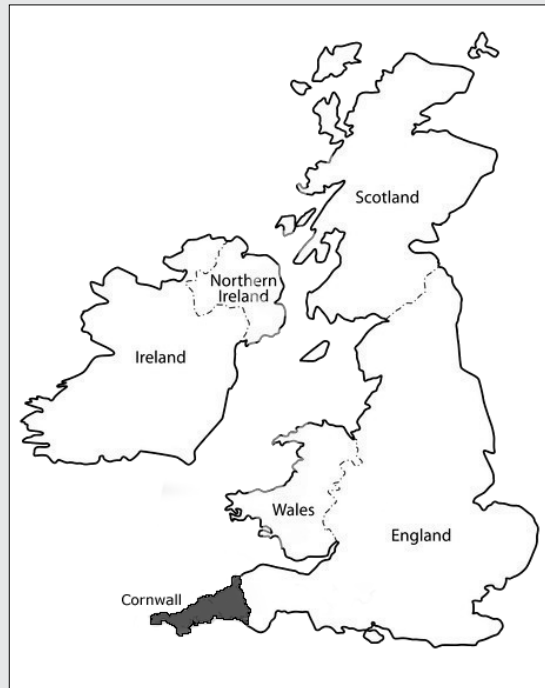 Scotland
Northern
Ireland
Ireland
Wales
England
Cornwall